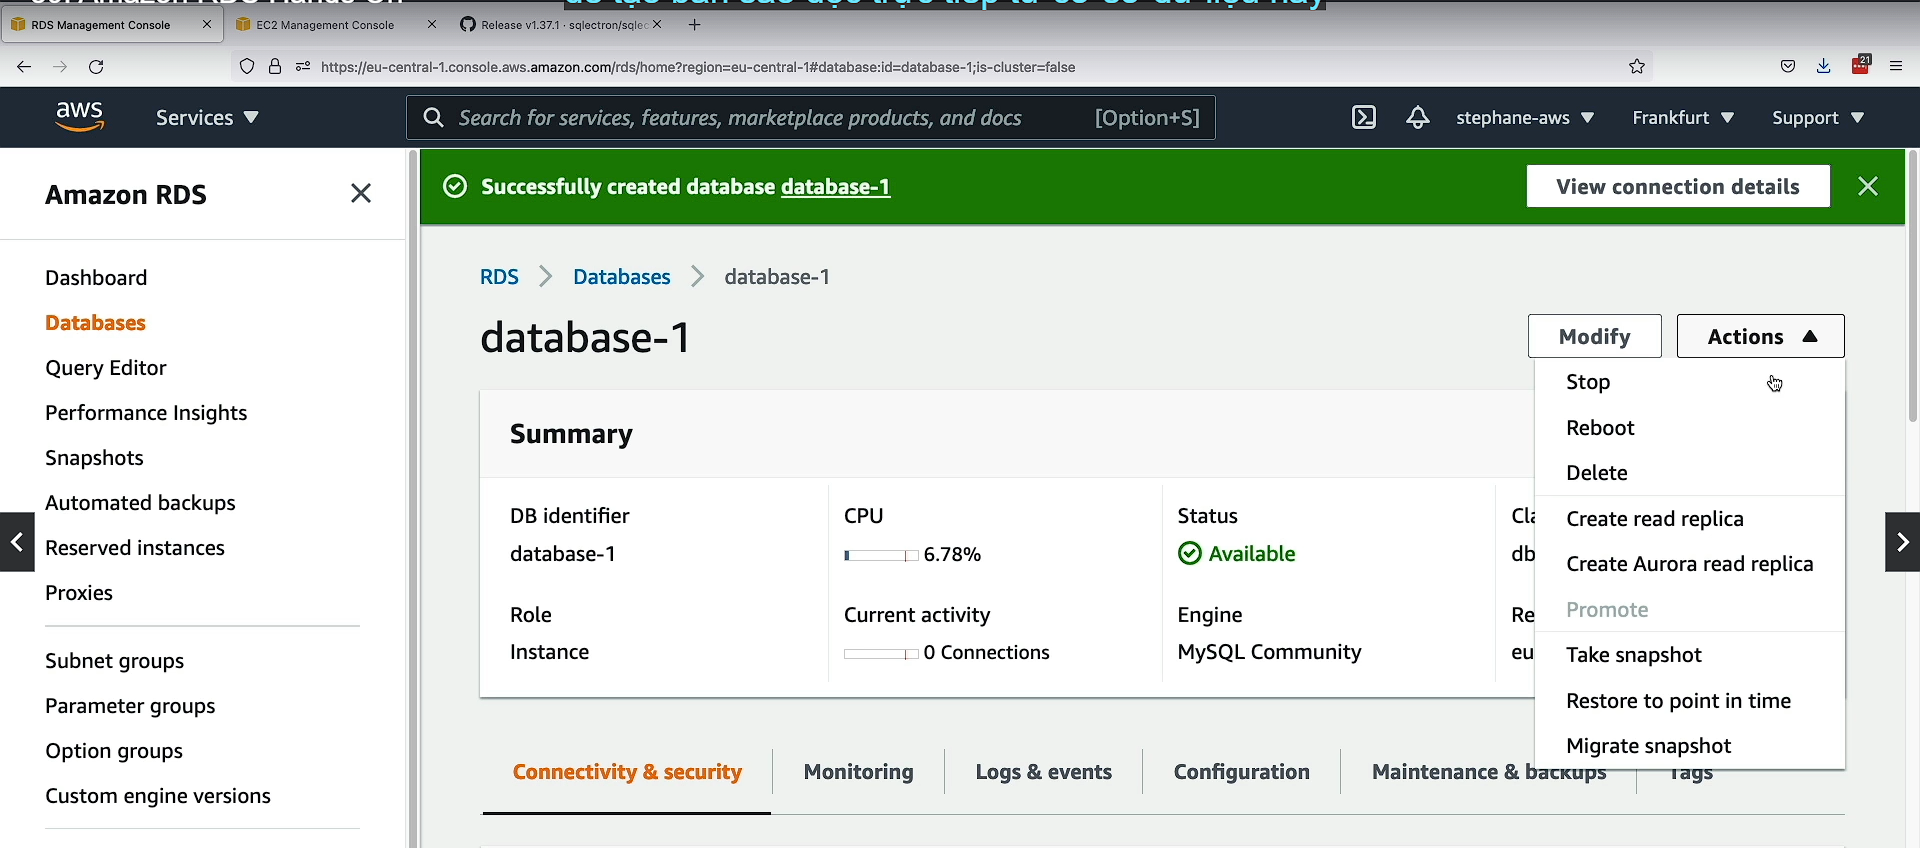 RDS Management Console
EC2 Management Console
Release v1.37.1 · sqlectron/sqlec
https://eu-central-1.console.aws.amazon.com/rds/home?region=eu-central-1#database:id=database-1;is-cluster=false
21
aws
Services
Search for services, features, marketplace products, and docs
[Option+S]
stephane-aws
Frankfurt
Support
Amazon RDS
Successfully created database database-1
View connection details
Dashboard
Databases
Query Editor
Performance Insights
Snapshots
Automated backups
Reserved instances
Proxies
Subnet groups
Parameter groups
Option groups
Custom engine versions
RDS
Databases
database-1
database-1
Modify
Actions
Stop
Reboot
Delete
Create read replica
Create Aurora read replica
Promote
Take snapshot
Restore to point in time
Migrate snapshot
Summary
DB identifier
database-1
CPU
6.78%
Status
Available
Cla
db
Role
Instance
Current activity
0 Connections
Engine
MySQL Community
Re
eu
Connectivity & security
Monitoring
Logs & events
Configuration
Maintenance & backups
Tags